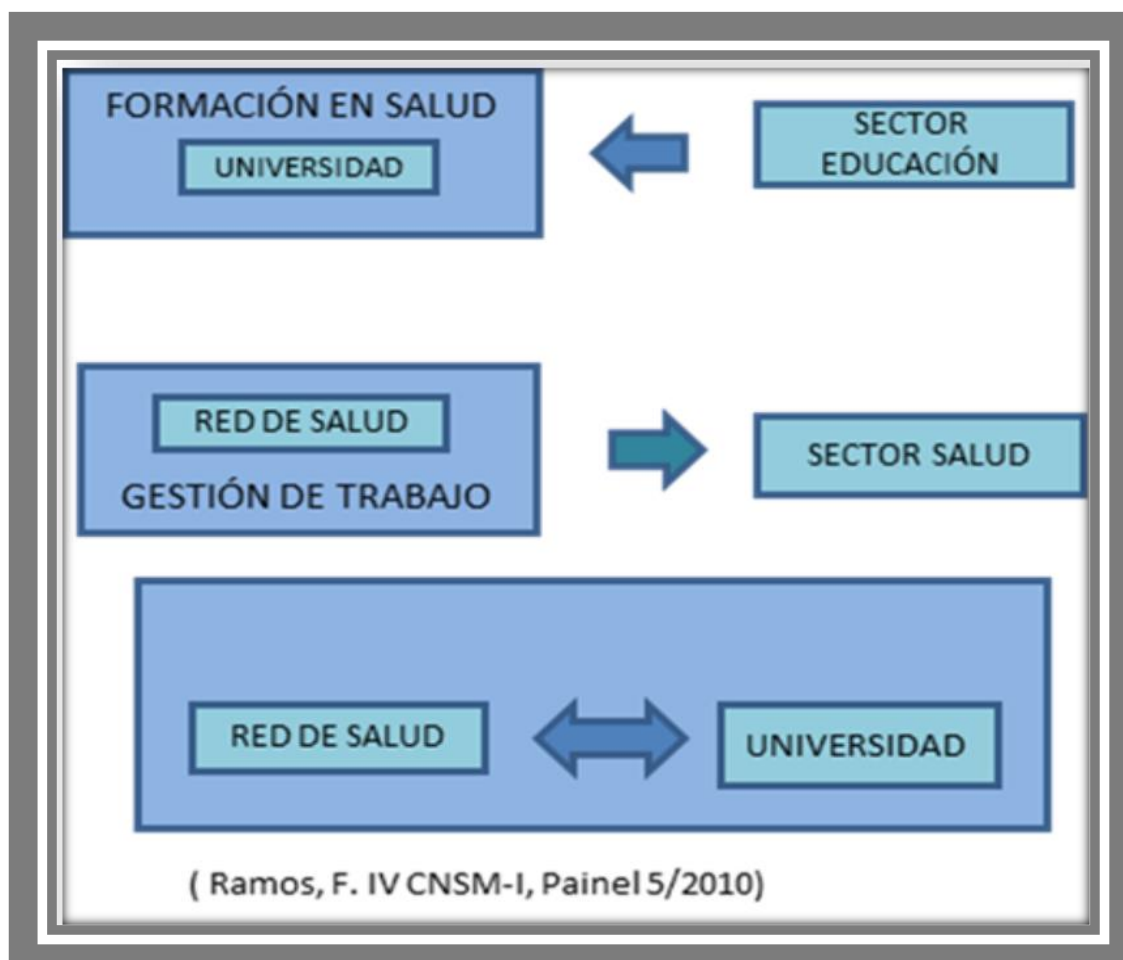 FORMACIÓN EN SALUD
UNIVERSIDAD
SECTOR
EDUCACIÓN
RED DE SALUD
GESTIÓN DE TRABAJO
SECTOR SALUD
RED DE SALUD
UNIVERSIDAD
( Ramos, F. IV CNSM-I, Painel 5/2010)